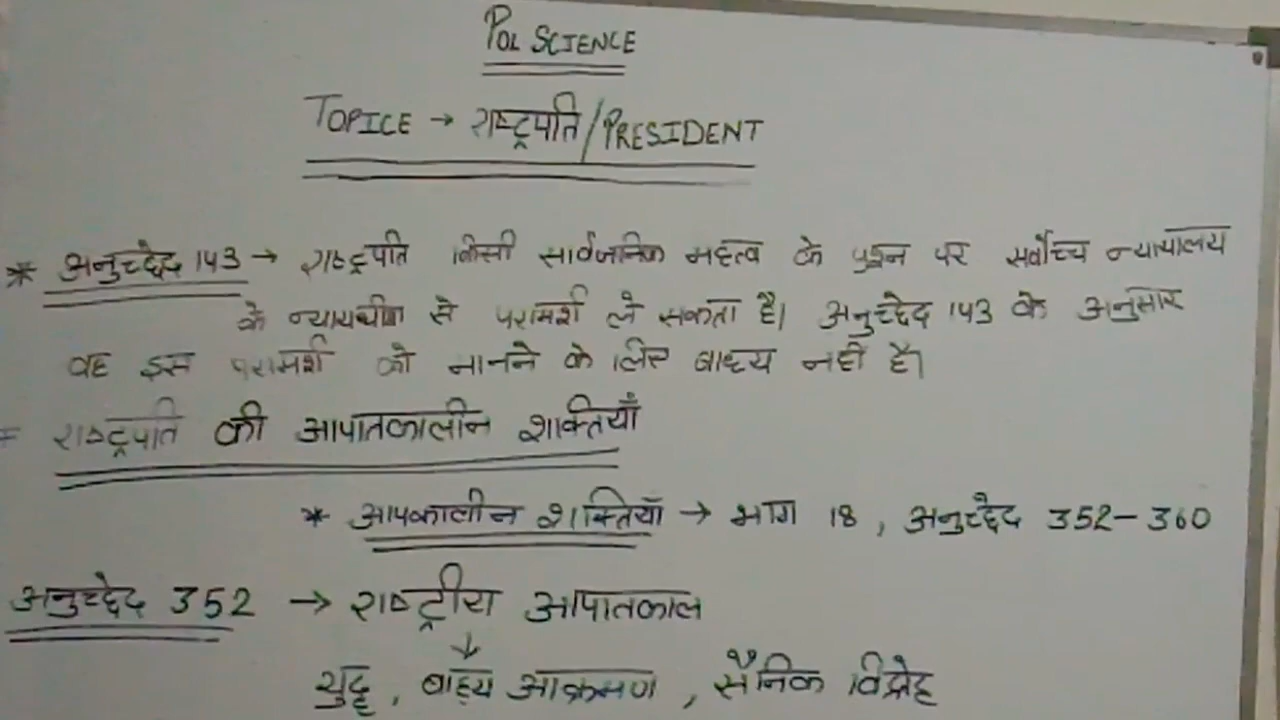 POL SCIENCE
TOPICE → राष्ट्रपति/PRESIDENT
* अनुच्छेद 143 → राष्ट्रपति किसी सार्वजनिक महत्व के प्रश्न पर सर्वोच्च न्यायालय
के न्यायधीश से परामर्श ले सकता है। अनुच्छेद 143 के अनुसार
वह इस परामर्श को मानने के लिए बाध्य नहीं है।
= राष्ट्रपति की आपातकालीन शक्तियाँ
* आपकालीन शक्तियाँ → भाग 18, अनुच्छेद 352-360
अनुच्छेद 352 → राष्ट्रीय आपातकाल
↓
युद्ध, बाह्य आक्रमण, सैनिक विद्रोह